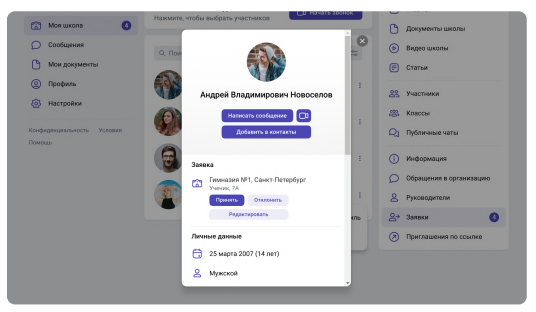 Моя школа 4
Сообщения
Мои документы
Профиль
Настройки
Конфиденциальность Условия
Помощь
Нажмите, чтобы выбрать участников
Начать звонок
Андрей Владимирович Новоселов
Написать сообщение
Добавить в контакты
Заявка
Гимназия №1, Санкт-Петербург
Ученик, 7А
Принять Отклонить
Редактировать
Личные данные
25 марта 2007 (14 лет)
Мужской
Документы школы
Видео школы
Статьи
Участники
Классы
Публичные чаты
Информация
Обращения в организацию
Руководители
Заявки 4
Приглашения по ссылке